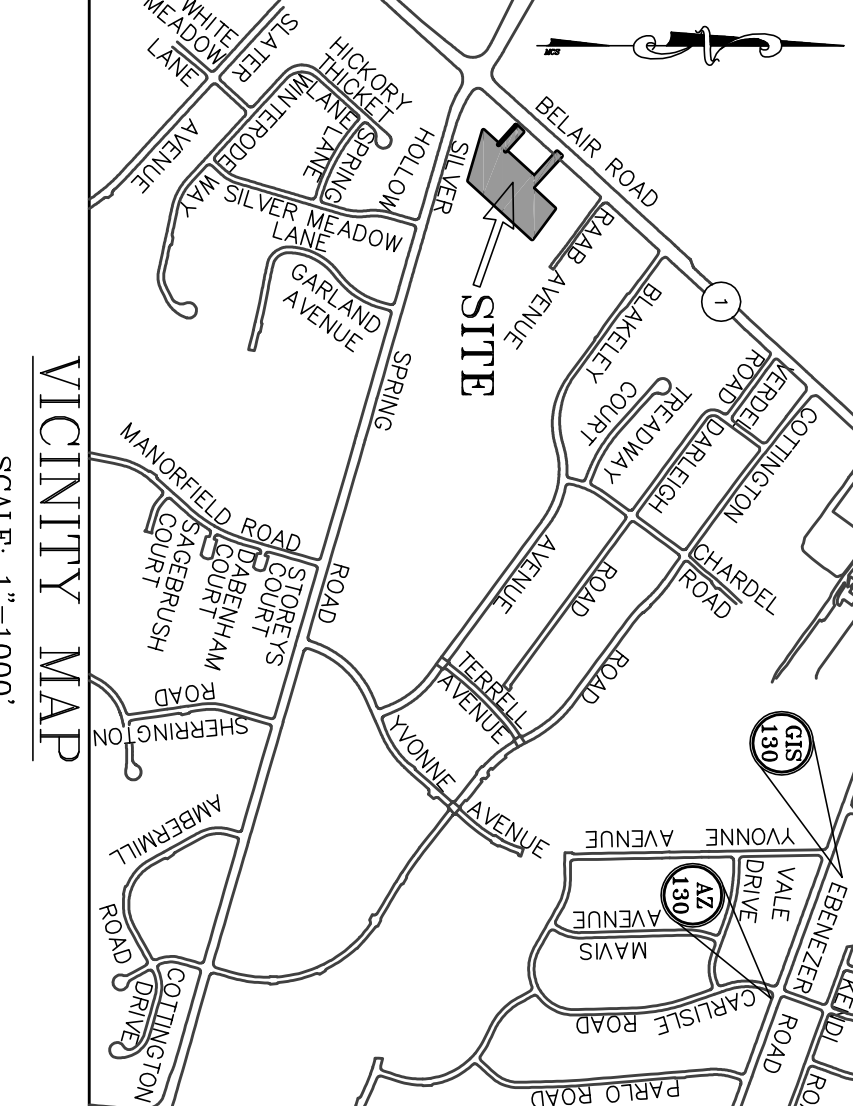 MCS
BELAIR ROAD
1
WHITE
MEADOW
LANE
SLATER
AVENUE
HICKORY
THICKET
LANE
SPRING
LANE
WINTERODE
WAY
SILVER MEADOW
LANE
GARLAND
AVENUE
SILVER
HOLLOW
SPRING
ROAD
SITE
RAAB AVENUE
BLAKELEY
AVENUE
TREADWAY
COURT
VERDEL
ROAD
DARLEIGH
ROAD
COTTINGTON
ROAD
CHARDEL
ROAD
TERRELL
AVENUE
YVONNE
AVENUE
MANORFIELD ROAD
SAGEBRUSH
COURT
DABENHAM
COURT
STOREYS
COURT
SHERRINGTON
ROAD
AMBERMILL
ROAD
COTTINGTON
DRIVE
GIS
130
AZ
130
YVONNE AVENUE
VALE
DRIVE
MAVIS
AVENUE
CARLISLE ROAD
PARLO ROAD
EBENEZER
ROAD
VICINITY MAP
SCALE: 1"=1000'